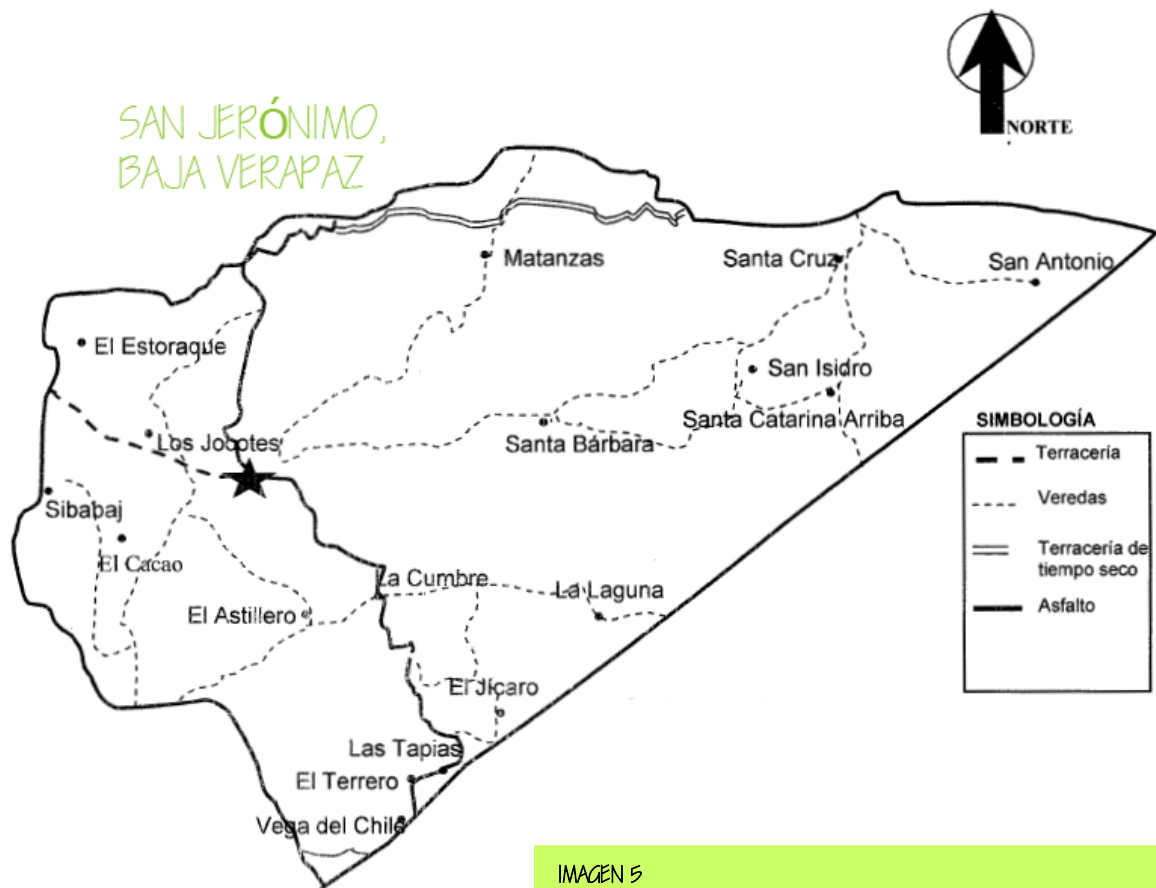 SAN JERÓNIMO,
BAJA VERAPAZ
NORTE
Matanzas
Santa Cruz
San Antonio
El Estoraque
San Isidro
Santa Catarina Arriba
Los Jocotes
Santa Bárbara
Sibabaj
El Cacao
La Cumbre
La Laguna
El Astillero
El Jícaro
Las Tapias
El Terrero
Vega del Chile
SIMBOLOGÍA
Terracería
Veredas
Terracería de
tiempo seco
Asfalto
IMAGEN 5